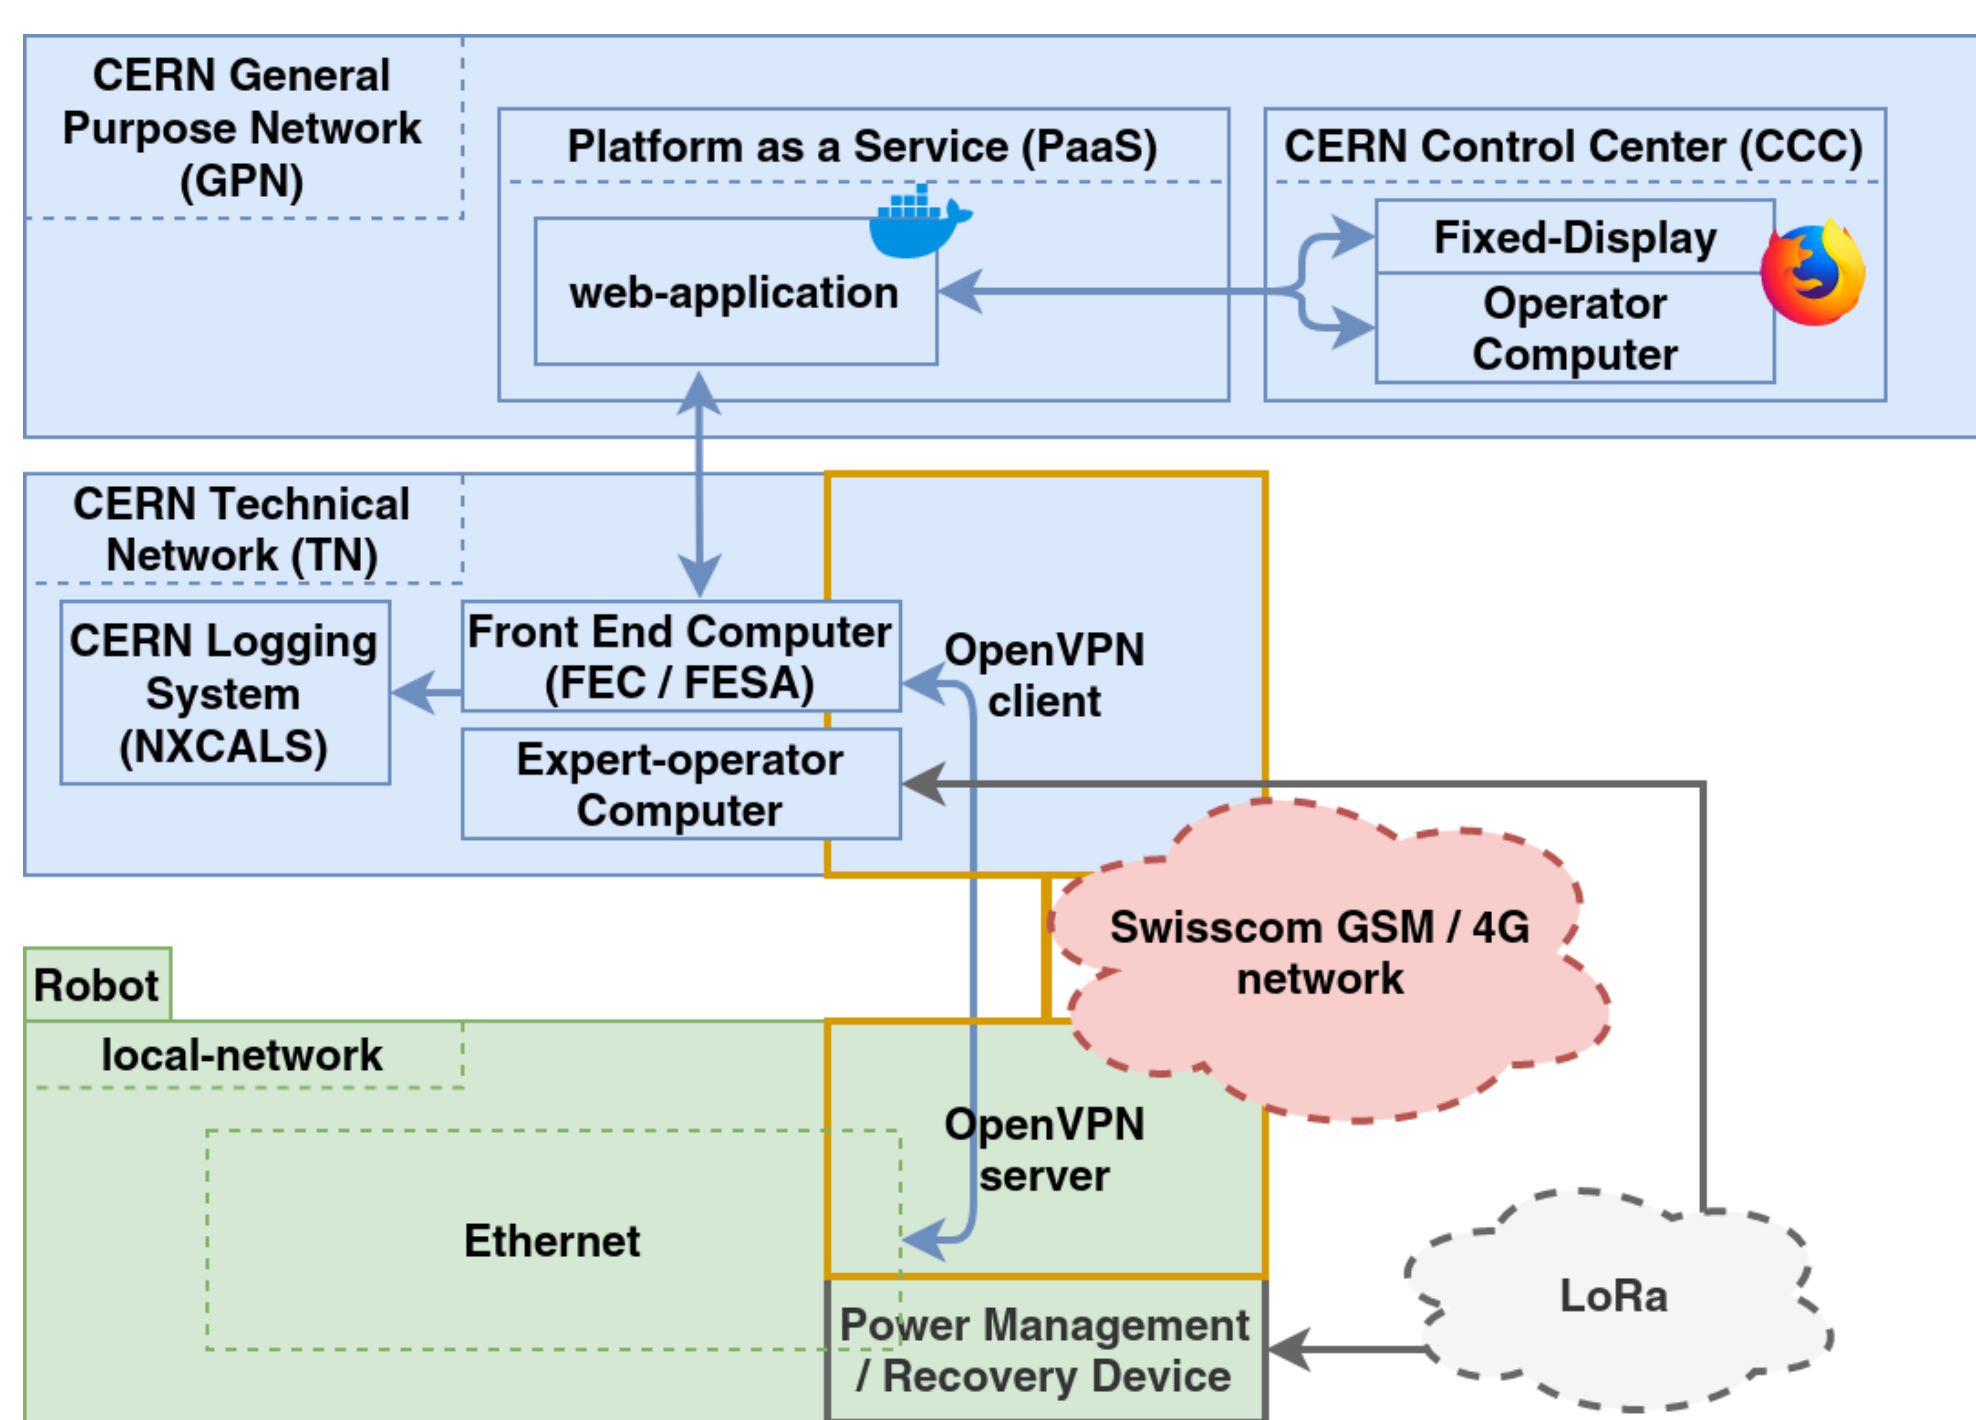 CERN General
Purpose Network
(GPN)
Platform as a Service (PaaS)
web-application
CERN Control Center (CCC)
Fixed-Display
Operator
Computer
CERN Technical
Network (TN)
CERN Logging
System
(NXCALS)
Front End Computer
(FEC / FESA)
Expert-operator
Computer
OpenVPN
client
Swisscom GSM / 4G
network
Robot
local-network
Ethernet
OpenVPN
server
Power Management
/ Recovery Device
LoRa